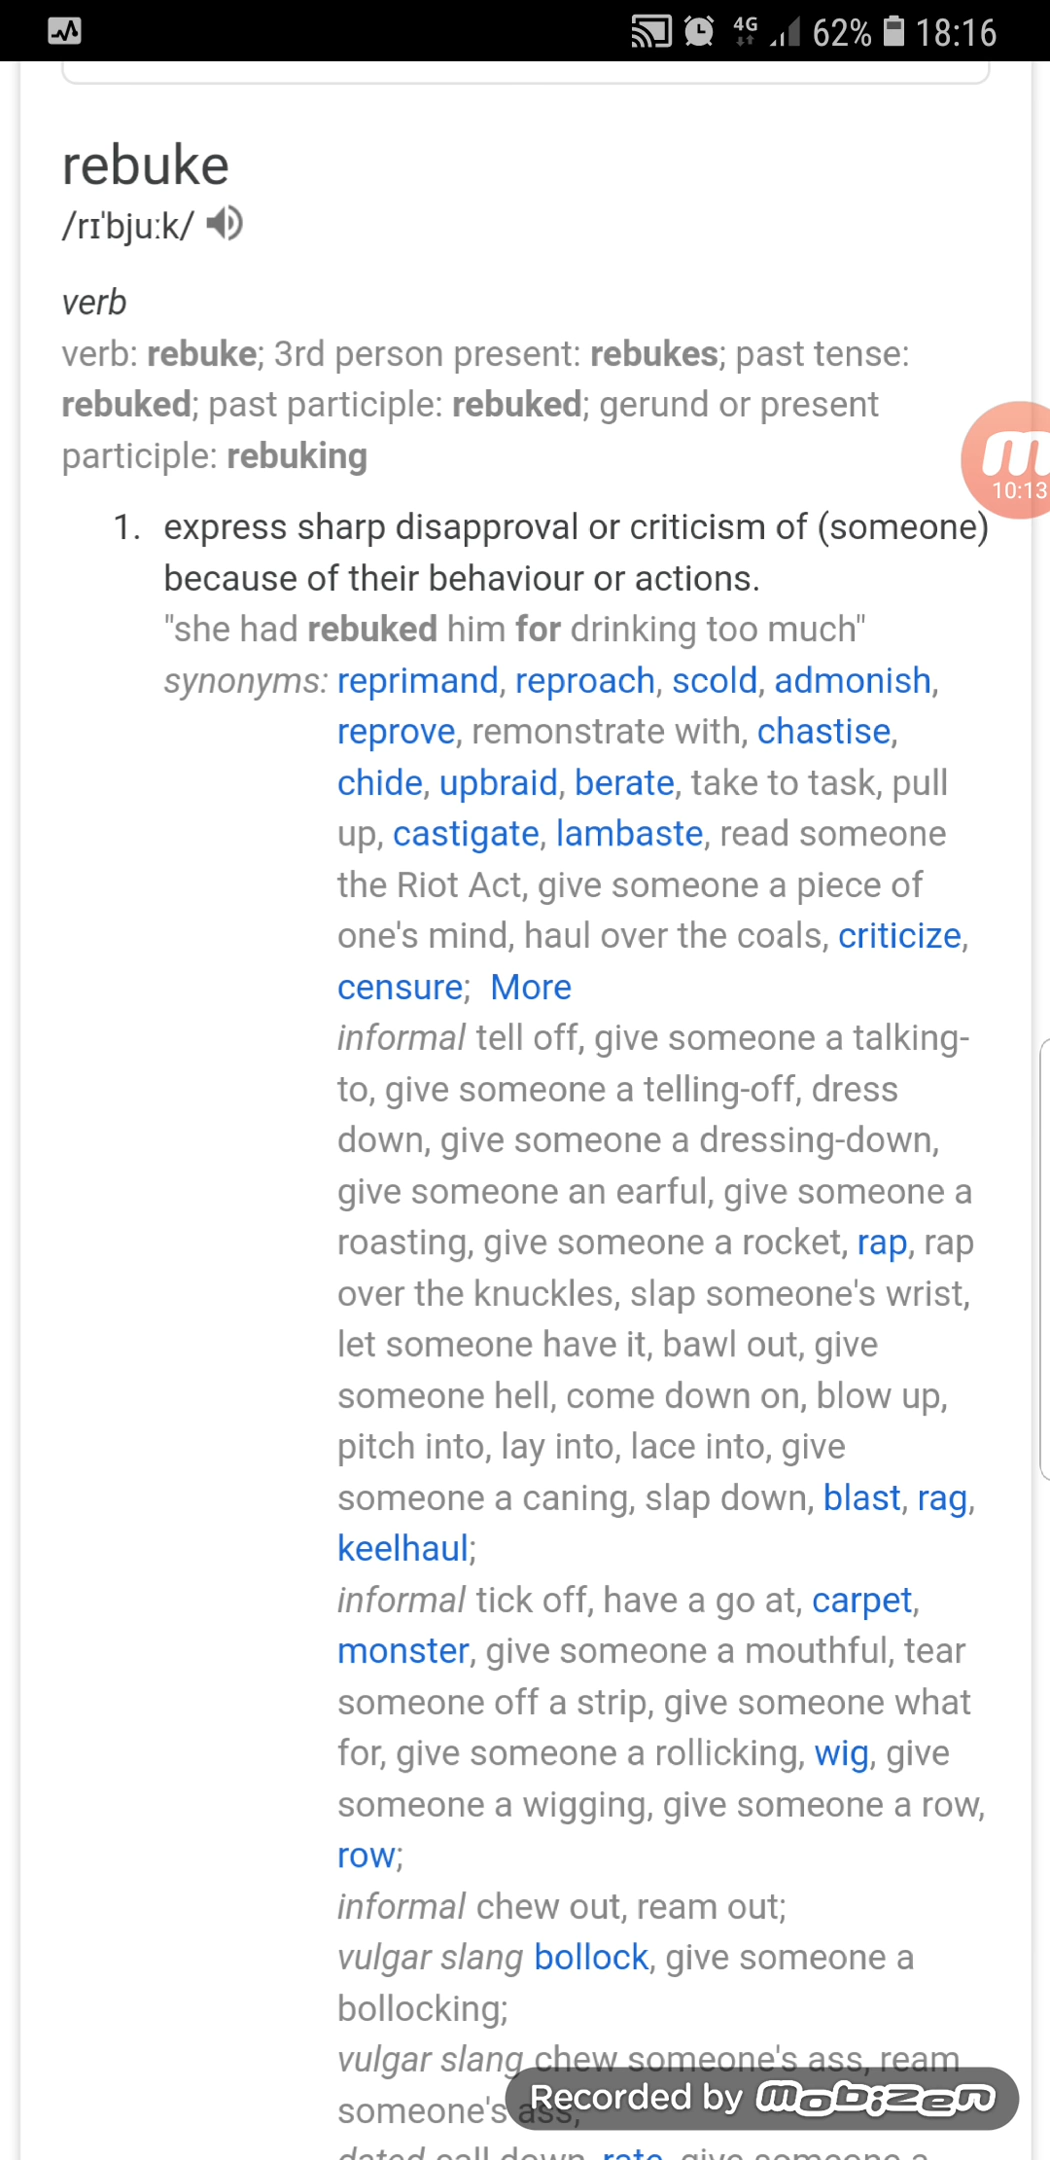 4G 62% 18:16
rebuke
/rɪˈbjuːk/
verb
verb: rebuke; 3rd person present: rebukes; past tense:
rebuked; past participle: rebuked; gerund or present
participle: rebuking
m
10:13
1. express sharp disapproval or criticism of (someone)
because of their behaviour or actions.
"she had rebuked him for drinking too much"
synonyms: reprimand, reproach, scold, admonish,
reprove, remonstrate with, chastise,
chide, upbraid, berate, take to task, pull
up, castigate, lambaste, read someone
the Riot Act, give someone a piece of
one's mind, haul over the coals, criticize,
censure; More
informal tell off, give someone a talking-
to, give someone a telling-off, dress
down, give someone a dressing-down,
give someone an earful, give someone a
roasting, give someone a rocket, rap, rap
over the knuckles, slap someone's wrist,
let someone have it, bawl out, give
someone hell, come down on, blow up,
pitch into, lay into, lace into, give
someone a caning, slap down, blast, rag,
keelhaul;
informal tick off, have a go at, carpet,
monster, give someone a mouthful, tear
someone off a strip, give someone what
for, give someone a rollicking, wig, give
someone a wigging, give someone a row,
row;
informal chew out, ream out;
vulgar slang bollock, give someone a
bollocking;
vulgar slang chew someone's ass, ream
someone's ass;
Recorded by mobizen
dated call down, rate, give someone a